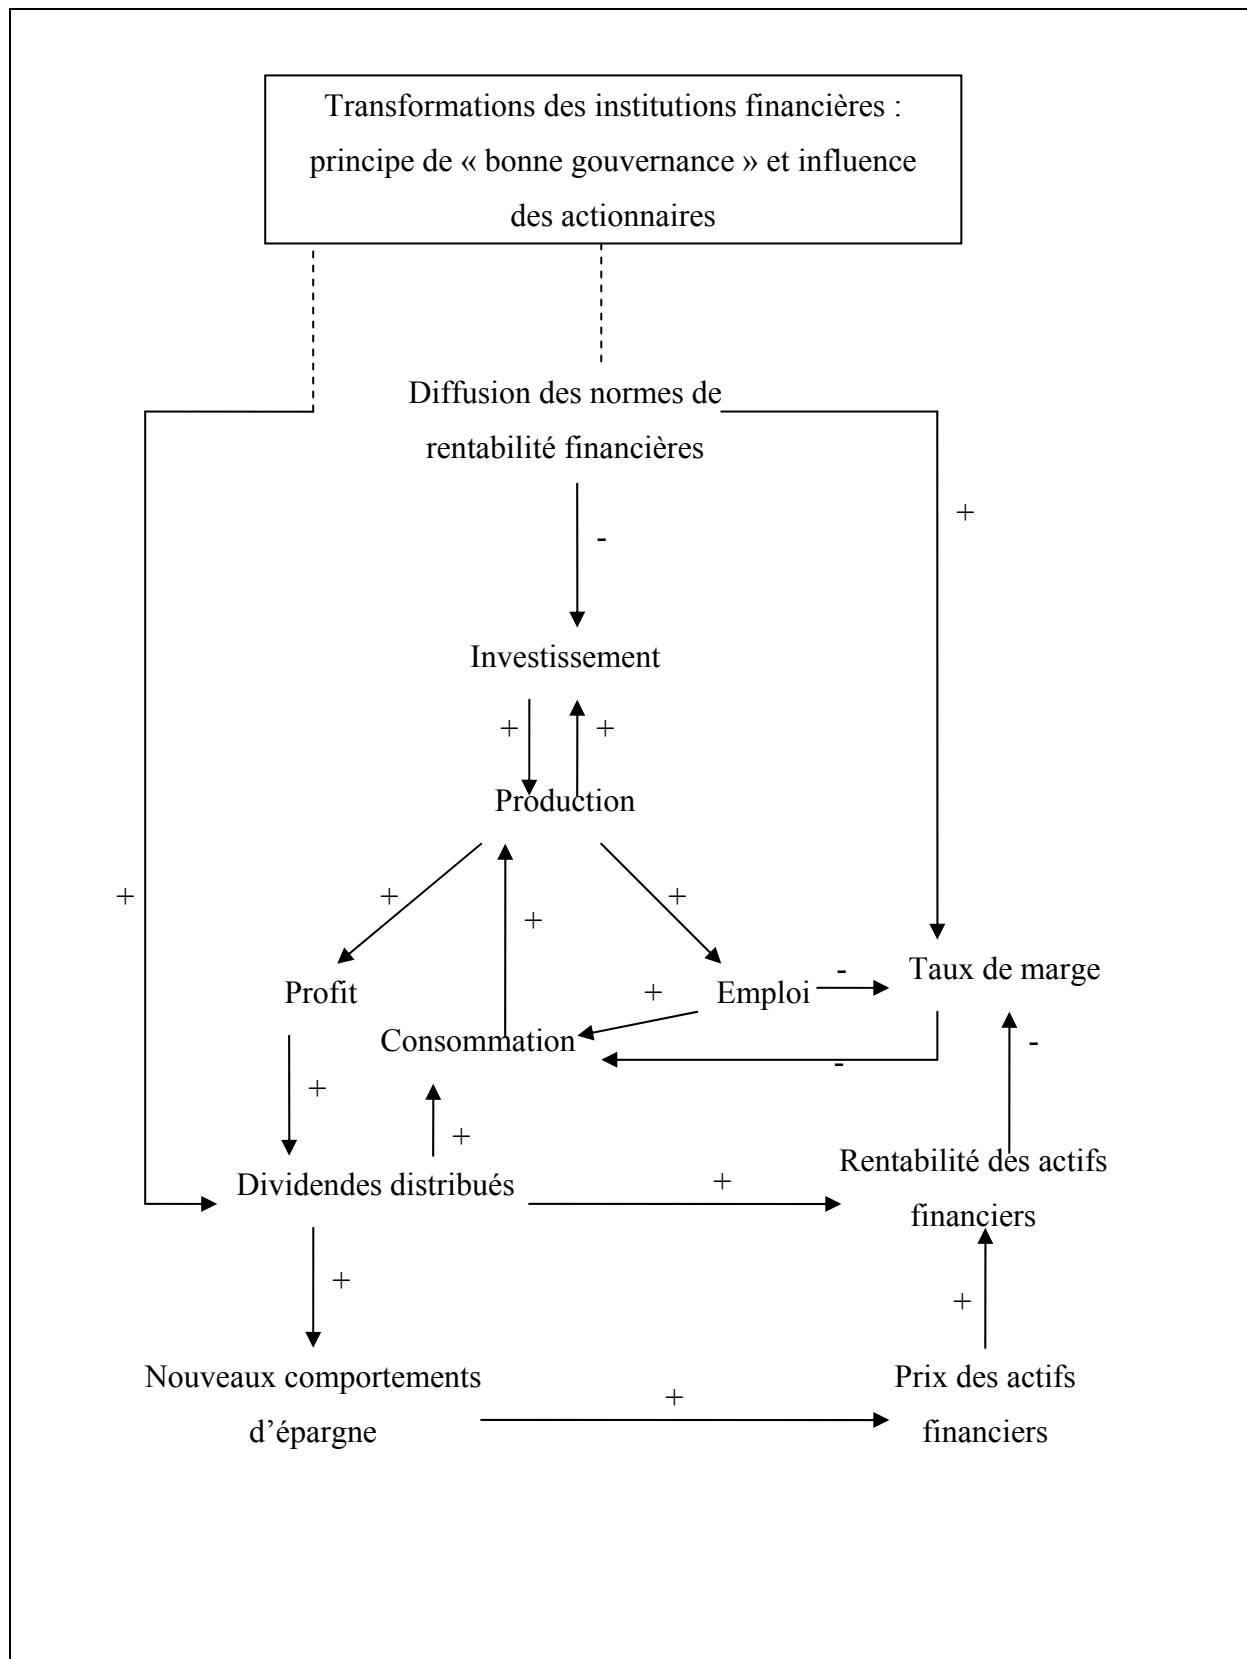 Transformations des institutions financières :
principe de « bonne gouvernance » et influence
des actionnaires
Diffusion des normes de
rentabilité financières
+
-
Investissement
+ +
Production
+ + + +
Taux de marge
-
Profit
+
Emploi
Consommation
-
-
+
+
Rentabilité des actifs
financiers
Dividendes distribués
+
+
+
Nouveaux comportements
d’épargne
+
Prix des actifs
financiers